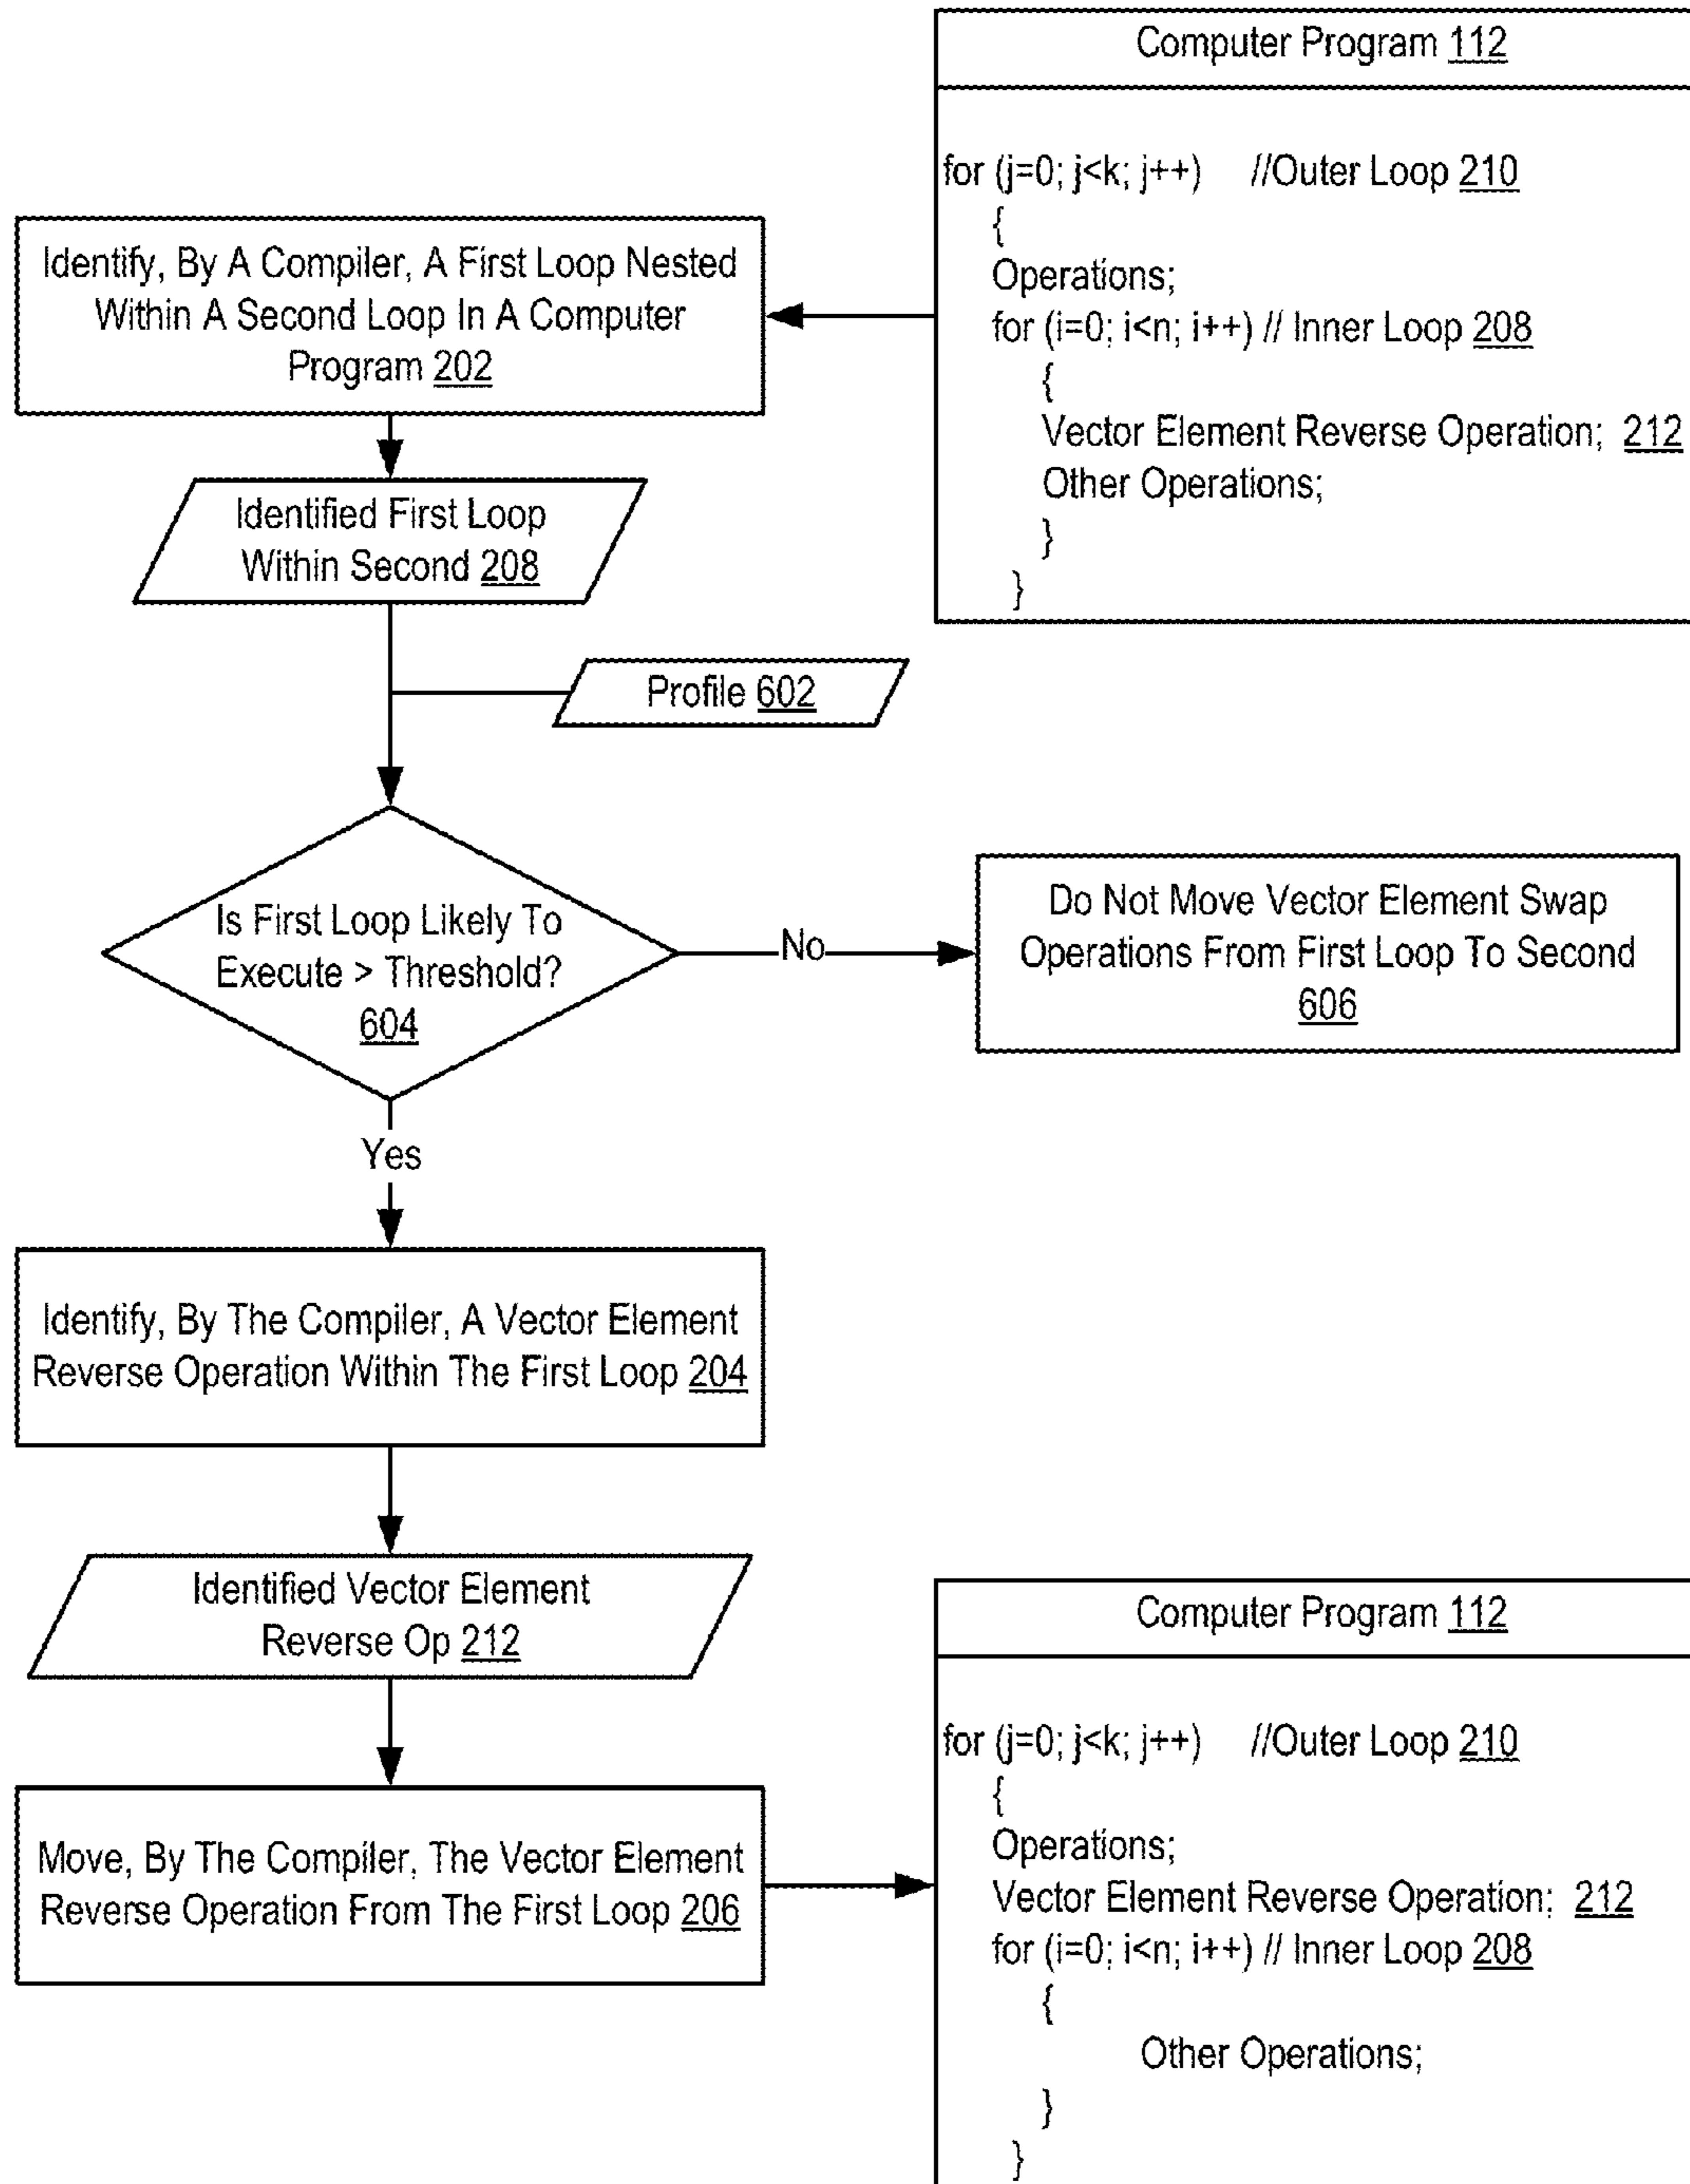 Computer Program 112
for (j=0; j<k; j++) //Outer Loop 210
{
Operations;
for (i=0; i<n; i++) // Inner Loop 208
{
Vector Element Reverse Operation; 212
Other Operations;
}
}
Identify, By A Compiler, A First Loop Nested
Within A Second Loop In A Computer
Program 202
Identified First Loop
Within Second 208
Profile 602
Is First Loop Likely To
Execute > Threshold?
604
No
Do Not Move Vector Element Swap
Operations From First Loop To Second
606
Yes
Identify, By The Compiler, A Vector Element
Reverse Operation Within The First Loop 204
Identified Vector Element
Reverse Op 212
Move, By The Compiler, The Vector Element
Reverse Operation From The First Loop 206
Computer Program 112
for (j=0; j<k; j++) //Outer Loop 210
{
Operations;
Vector Element Reverse Operation; 212
for (i=0; i<n; i++) // Inner Loop 208
{
Other Operations;
}
}